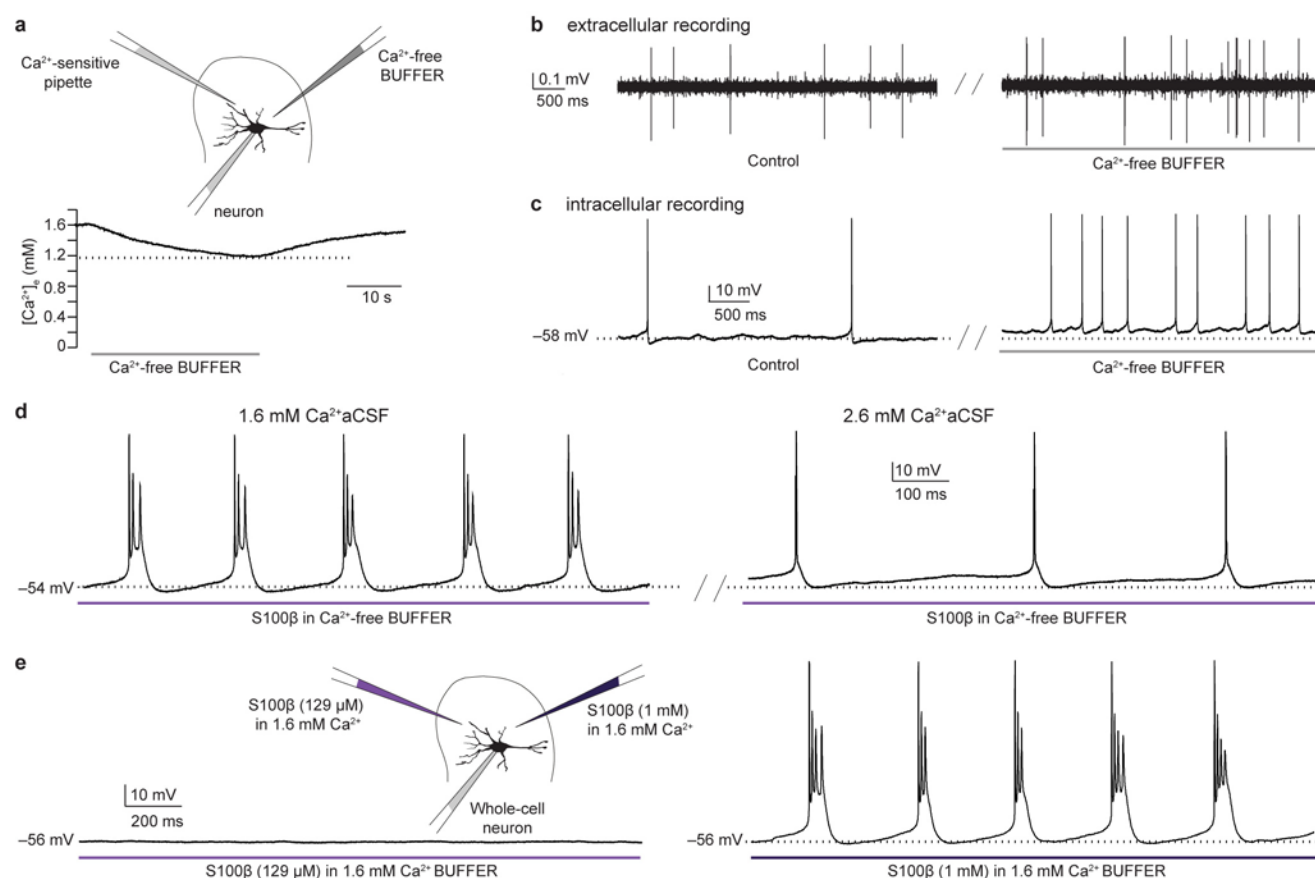 a
Ca²⁺-sensitive
pipette
Ca²⁺-free
BUFFER
neuron
[Ca²⁺]e (mM)
1.6
1.2
0.8
0.4
0
10 s
Ca²⁺-free BUFFER
b extracellular recording
0.1 mV
500 ms
Control
Ca²⁺-free BUFFER
c intracellular recording
10 mV
500 ms
–58 mV
Control
Ca²⁺-free BUFFER
d
1.6 mM Ca²⁺aCSF
2.6 mM Ca²⁺aCSF
10 mV
100 ms
–54 mV
S100β in Ca²⁺-free BUFFER
S100β in Ca²⁺-free BUFFER
e
S100β (129 µM)
in 1.6 mM Ca²⁺
S100β (1 mM)
in 1.6 mM Ca²⁺
Whole-cell
neuron
10 mV
200 ms
–56 mV
–56 mV
S100β (129 µM) in 1.6 mM Ca²⁺ BUFFER
S100β (1 mM) in 1.6 mM Ca²⁺ BUFFER